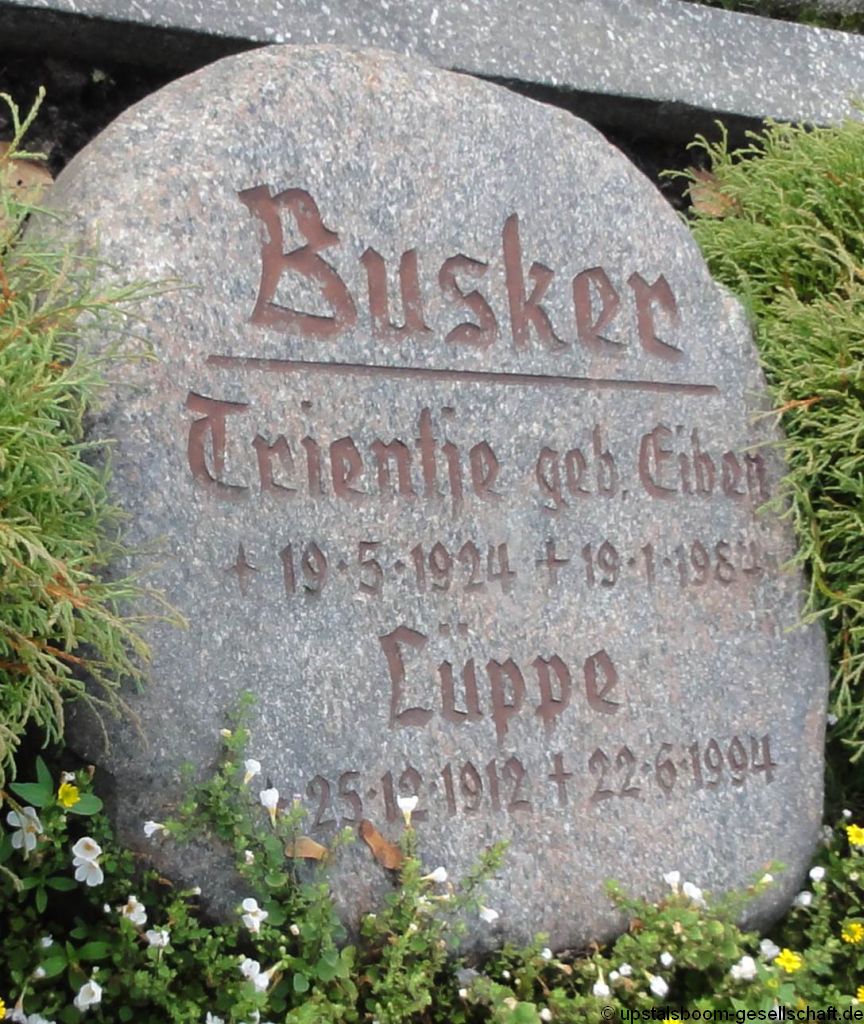 Busker
Trientje geb. Eiben
+ 19·5·1924 + 19·1·1984
Lüppe
25·12·1912 + 22·6·1994
© upstalsboom-gesellschaft.de